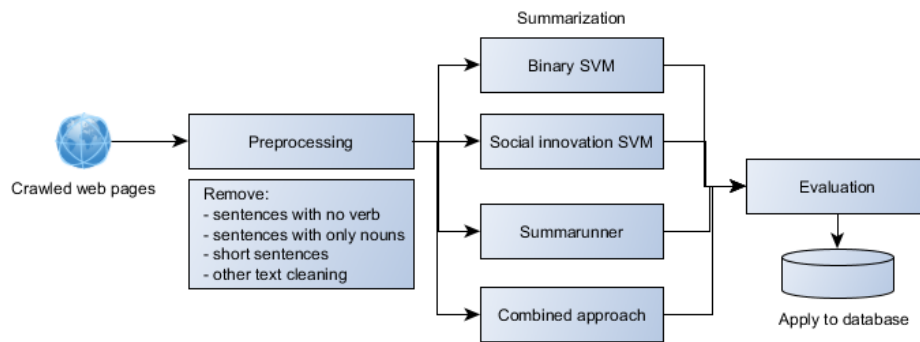 Summarization
Binary SVM
Social innovation SVM
Summarunner
Combined approach
Crawled web pages
Preprocessing
Remove:
- sentences with no verb
- sentences with only nouns
- short sentences
- other text cleaning
Evaluation
Apply to database